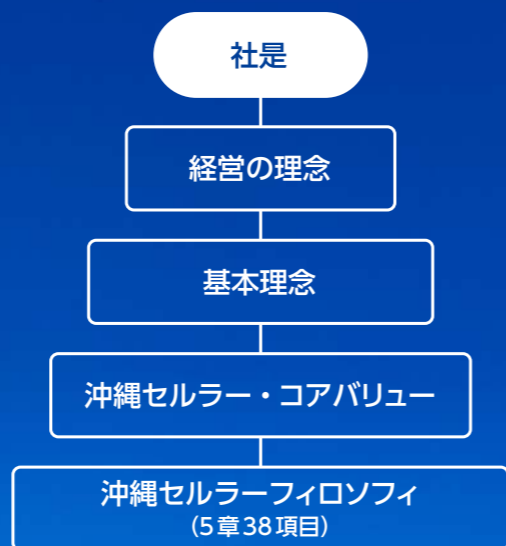 社是
経営の理念
基本理念
沖縄セルラー・コアバリュー
沖縄セルラーフィロソフィ
(5章38項目)